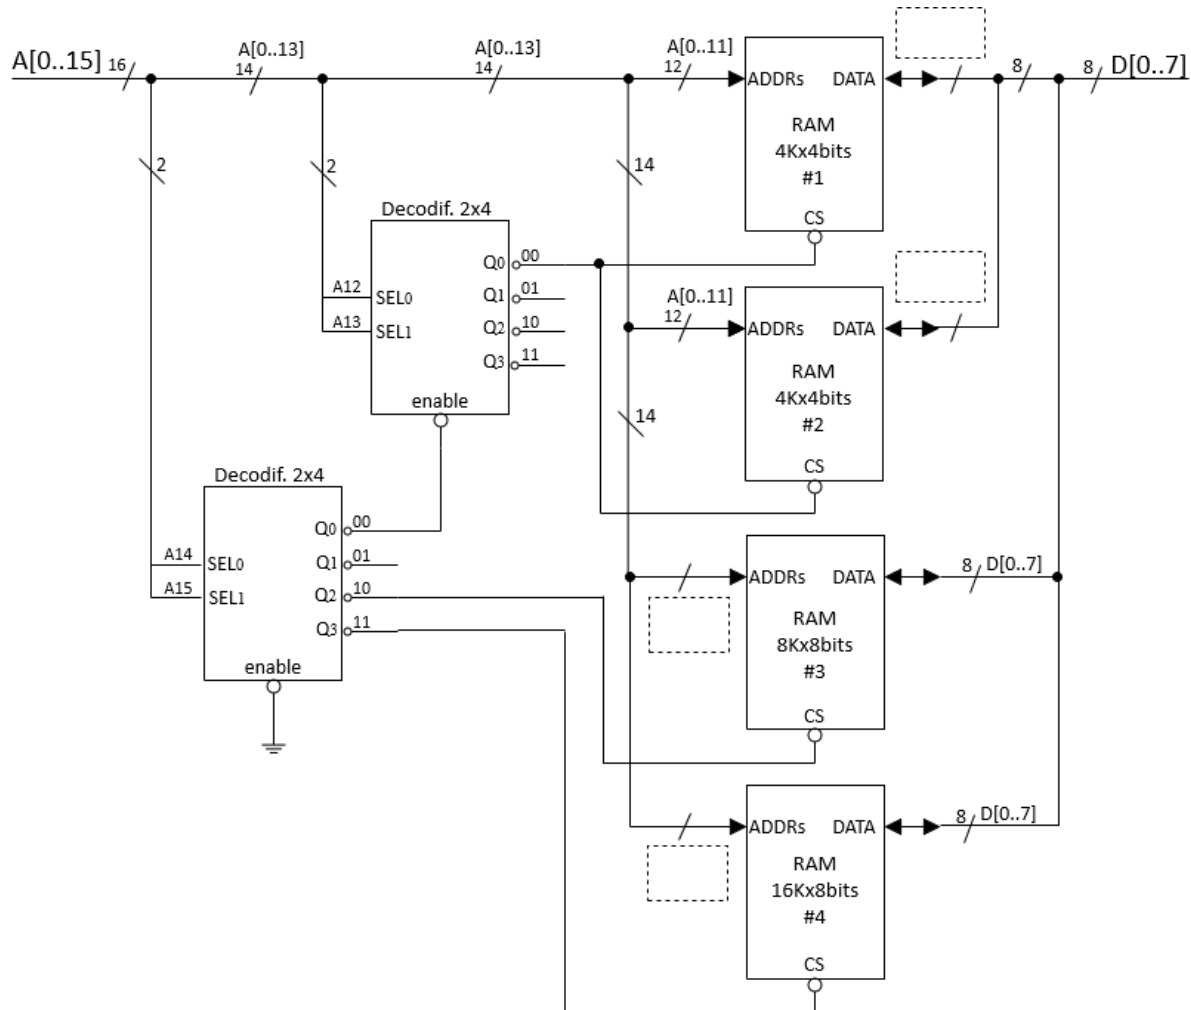 A[0..15]
16
A[0..13]
14
A[0..13]
14
A[0..11]
12
ADDRs
DATA
RAM
4Kx4bits
#1
CS
8
8
D[0..7]
2
2
14
Decodif. 2x4
Q0
00
Q1
01
Q2
10
Q3
11
A12
SEL0
A13
SEL1
enable
A[0..11]
12
ADDRs
DATA
RAM
4Kx4bits
#2
CS
14
Decodif. 2x4
Q0
00
Q1
01
Q2
10
Q3
11
A14
SEL0
A15
SEL1
enable
ADDRs
DATA
8
D[0..7]
RAM
8Kx8bits
#3
CS
ADDRs
DATA
8
D[0..7]
RAM
16Kx8bits
#4
CS